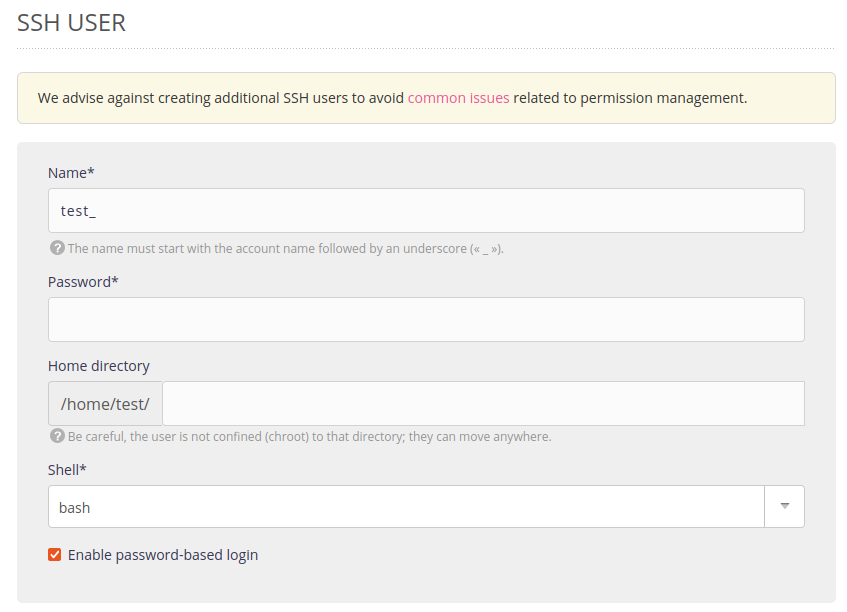 SSH USER
We advise against creating additional SSH users to avoid common issues related to permission management.
Name*
test_
? The name must start with the account name followed by an underscore (« _ »).
Password*
Home directory
/home/test/
? Be careful, the user is not confined (chroot) to that directory; they can move anywhere.
Shell*
bash
Enable password-based login